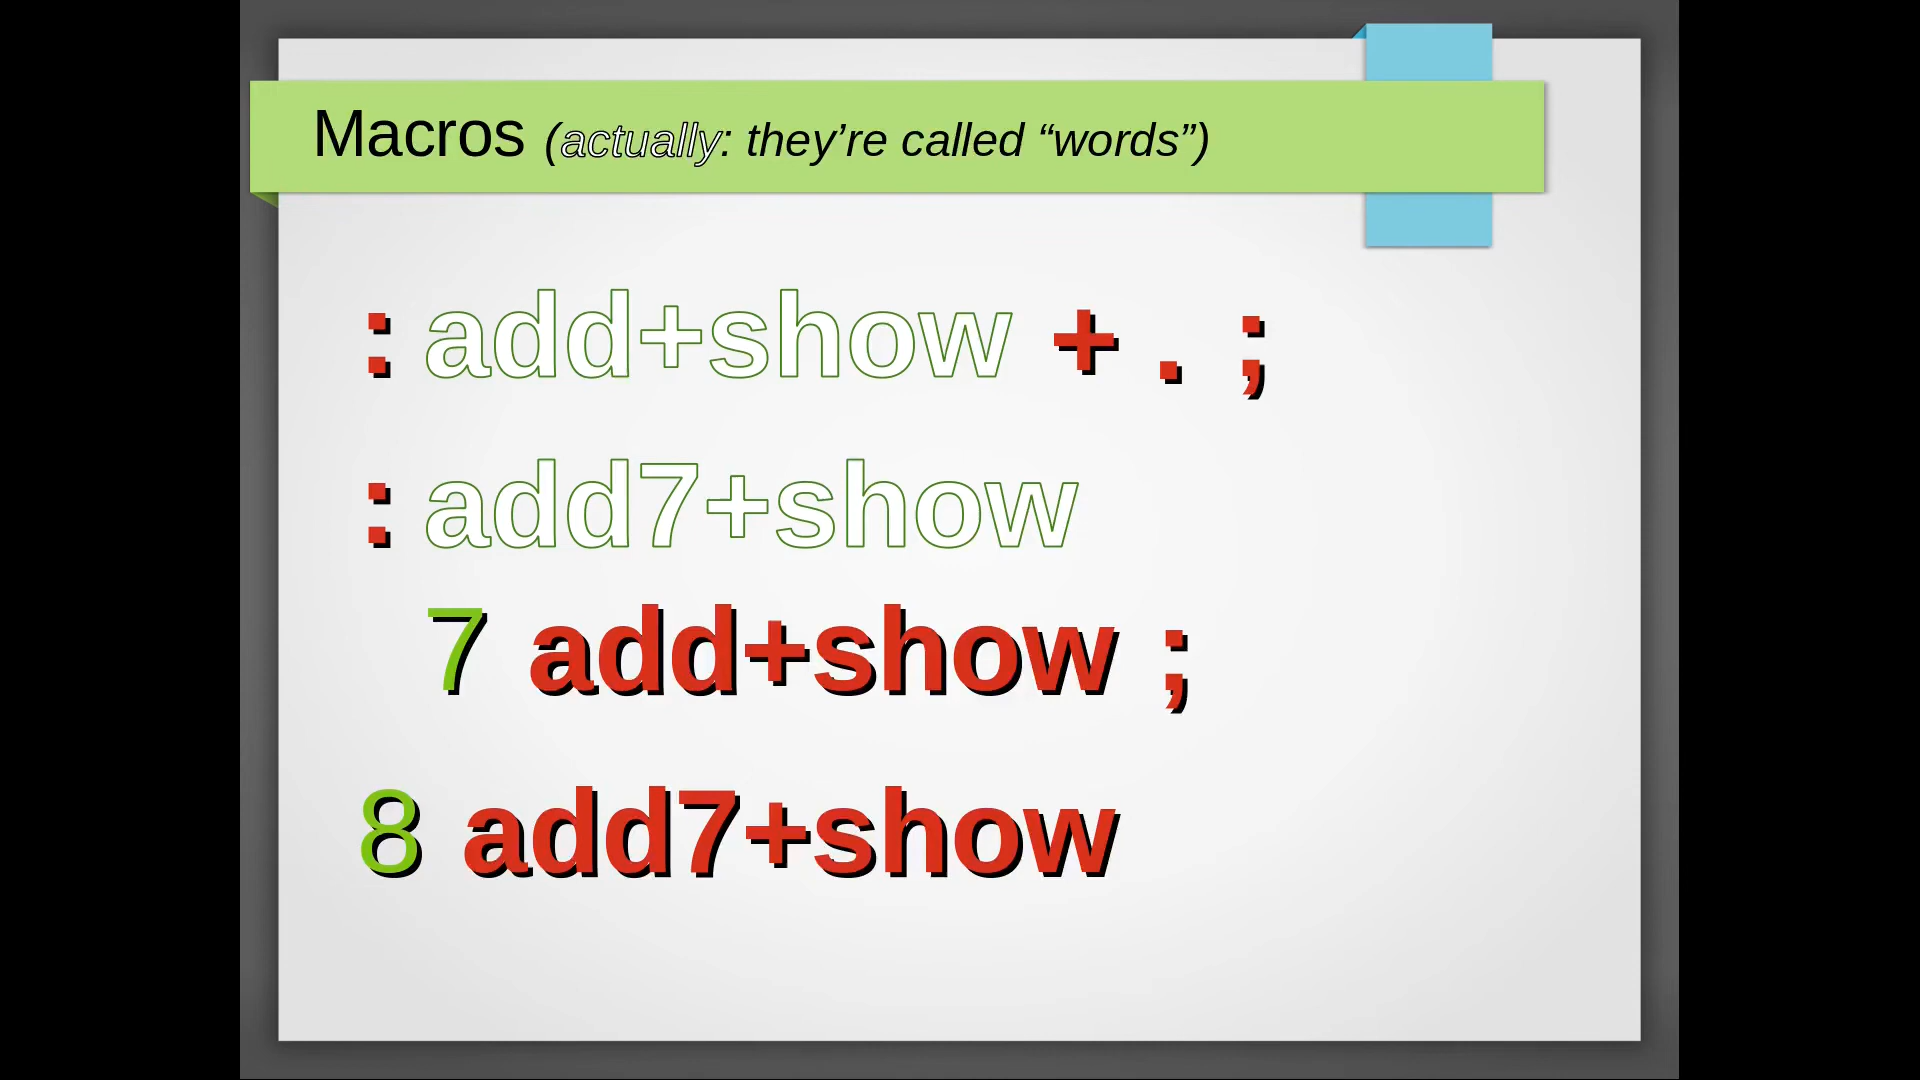 Macros (actually: they’re called “words”)
: add+show + . ;
: add7+show
7 add+show ;
8 add7+show